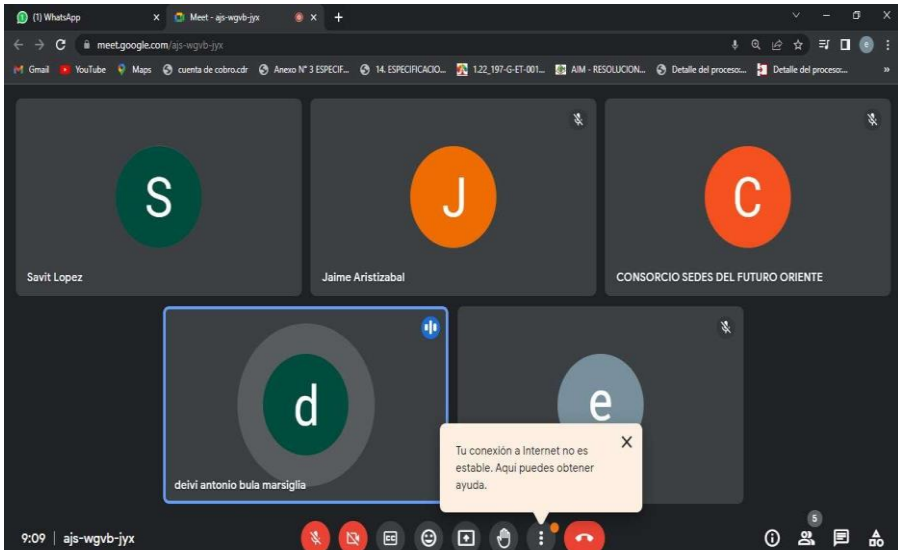 (1) WhatsApp
Meet - ajs-wgvb-jyx
meet.google.com/ajs-wgvb-jyx
Gmail
YouTube
Maps
cuenta de cobro.cdr
Anexo N° 3 ESPECIF...
14. ESPECIFICACIO...
1.22_197-G-ET-001...
AIM - RESOLUCION...
Detalle del proceso:...
Detalle del proceso:...
»
S
Savit Lopez
J
Jaime Aristizabal
C
CONSORCIO SEDES DEL FUTURO ORIENTE
d
deivi antonio bula marsiglia
e
Tu conexión a Internet no es
estable. Aquí puedes obtener
ayuda.
9:09 | ajs-wgvb-jyx
CC
5